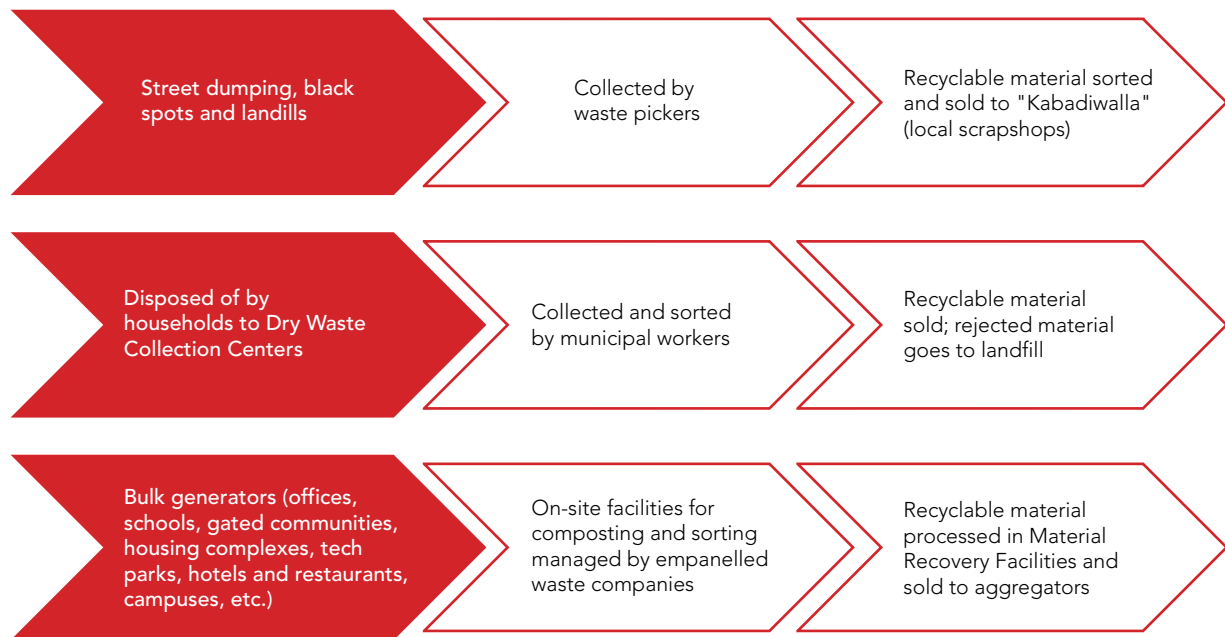 Street dumping, black
spots and landills
Collected by
waste pickers
Recyclable material sorted
and sold to "Kabadiwalla"
(local scrapshops)
Disposed of by
households to Dry Waste
Collection Centers
Collected and sorted
by municipal workers
Recyclable material
sold; rejected material
goes to landfill
Bulk generators (offices,
schools, gated communities,
housing complexes, tech
parks, hotels and restaurants,
campuses, etc.)
On-site facilities for
composting and sorting
managed by empanelled
waste companies
Recyclable material
processed in Material
Recovery Facilities and
sold to aggregators